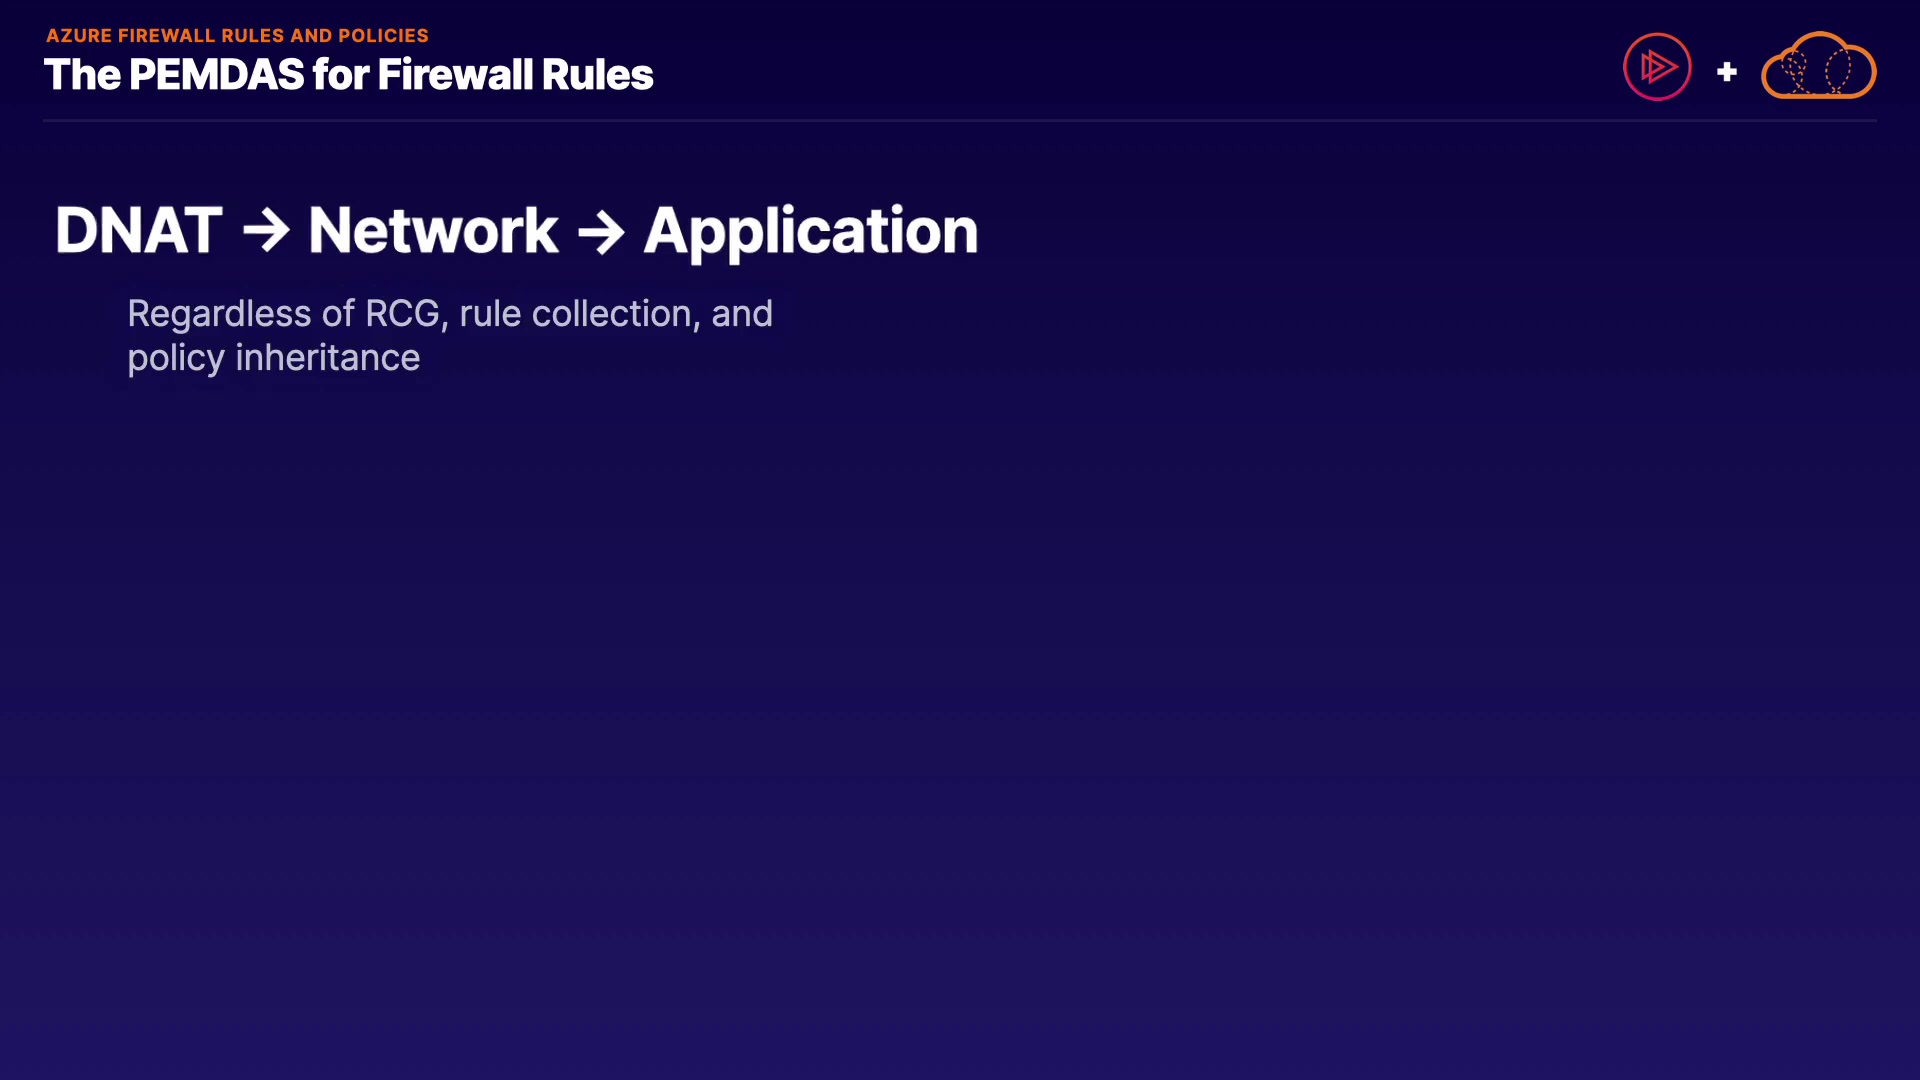 AZURE FIREWALL RULES AND POLICIES
The PEMDAS for Firewall Rules
DNAT → Network → Application
Regardless of RCG, rule collection, and
policy inheritance